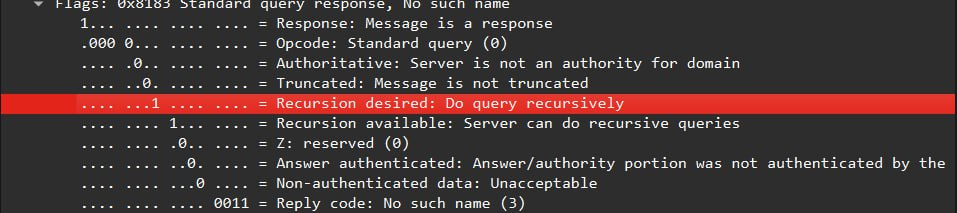 Flags: 0x8183 Standard query response, No such name
1... .... .... .... = Response: Message is a response
.000 0... .... .... = Opcode: Standard query (0)
.... .0.. .... .... = Authoritative: Server is not an authority for domain
.... ..0. .... .... = Truncated: Message is not truncated
.... ...1 .... .... = Recursion desired: Do query recursively
.... .... 1... .... = Recursion available: Server can do recursive queries
.... .... .0.. .... = Z: reserved (0)
.... .... ..0. .... = Answer authenticated: Answer/authority portion was not authenticated by the
.... .... ...0 .... = Non-authenticated data: Unacceptable
.... .... .... 0011 = Reply code: No such name (3)